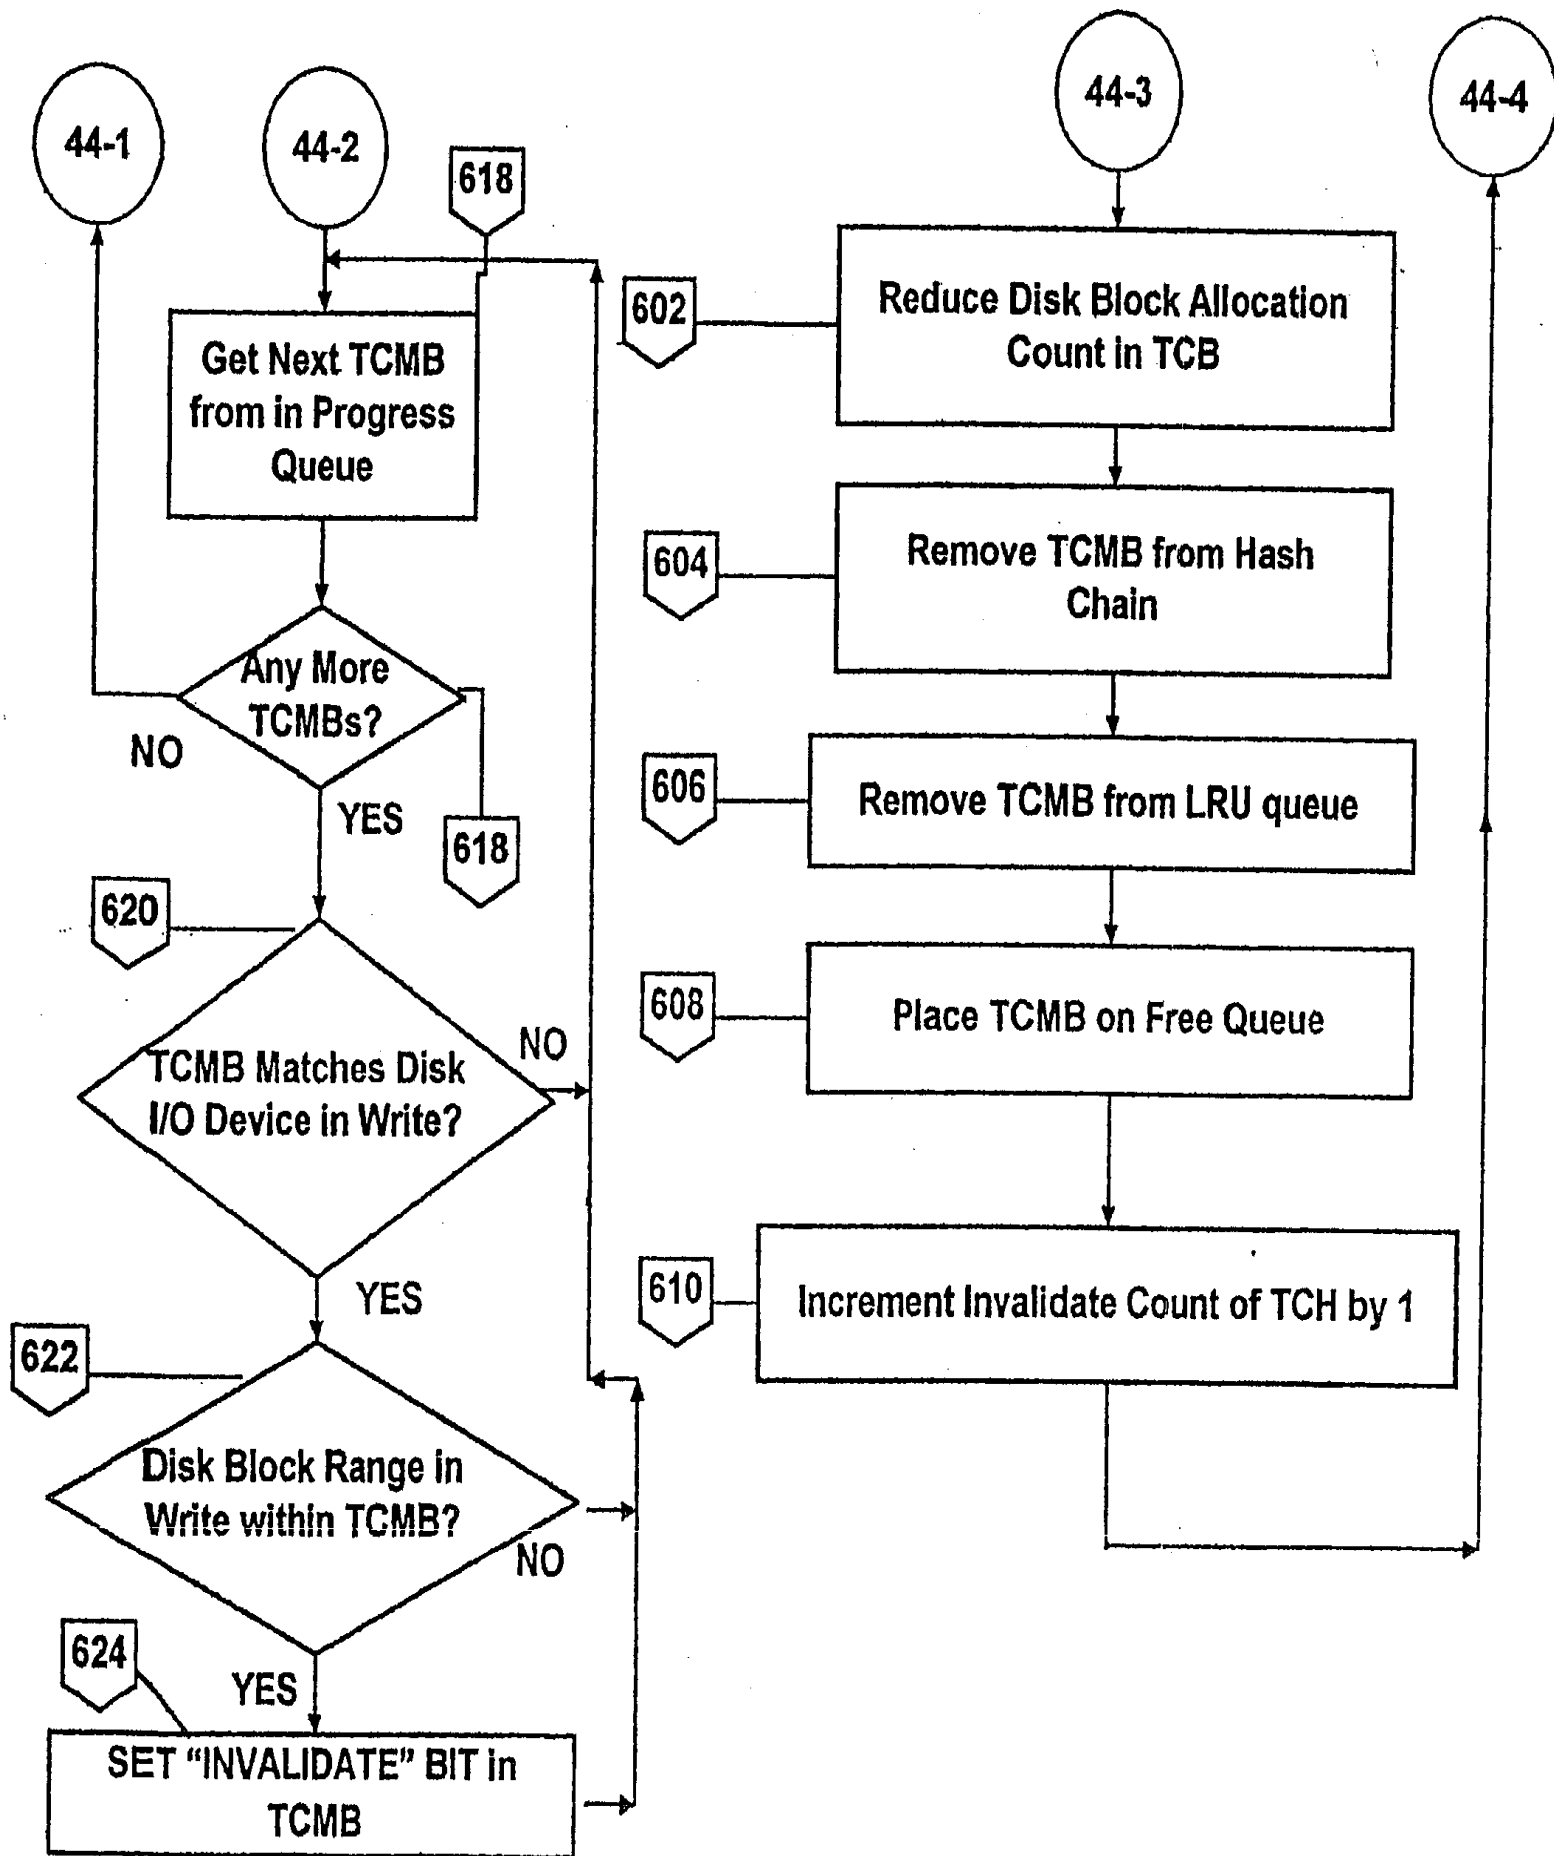 44-1
44-2
618
Get Next TCMB
from in Progress
Queue
Any More
TCMBs?
NO
YES
618
620
TCMB Matches Disk
I/O Device in Write?
NO
YES
622
Disk Block Range in
Write within TCMB?
NO
YES
624
SET “INVALIDATE” BIT in
TCMB
44-3
44-4
602
Reduce Disk Block Allocation
Count in TCB
604
Remove TCMB from Hash
Chain
606
Remove TCMB from LRU queue
608
Place TCMB on Free Queue
610
Increment Invalidate Count of TCH by 1